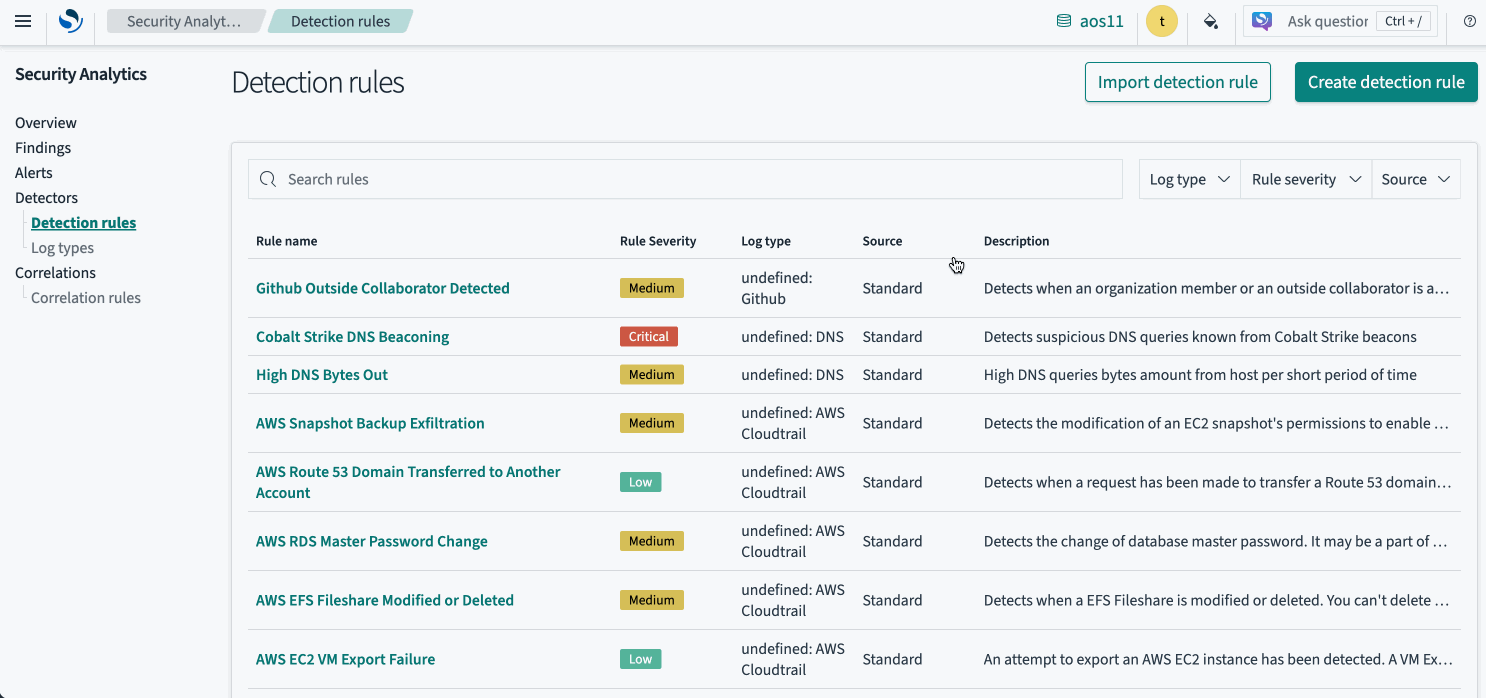 Security Analyt…
Detection rules
aos11
t
Ask question
Ctrl + /
Security Analytics
Overview
Findings
Alerts
Detectors
Detection rules
Log types
Correlations
Correlation rules
Detection rules
Import detection rule
Create detection rule
Search rules
Log type
Rule severity
Source
Rule name Rule Severity Log type Source Description
Github Outside Collaborator Detected Medium undefined: Github Standard Detects when an organization member or an outside collaborator is a…
Cobalt Strike DNS Beaconing Critical undefined: DNS Standard Detects suspicious DNS queries known from Cobalt Strike beacons
High DNS Bytes Out Medium undefined: DNS Standard High DNS queries bytes amount from host per short period of time
AWS Snapshot Backup Exfiltration Medium undefined: AWS Cloudtrail Standard Detects the modification of an EC2 snapshot's permissions to enable …
AWS Route 53 Domain Transferred to Another Account Low undefined: AWS Cloudtrail Standard Detects when a request has been made to transfer a Route 53 domain…
AWS RDS Master Password Change Medium undefined: AWS Cloudtrail Standard Detects the change of database master password. It may be a part of …
AWS EFS Fileshare Modified or Deleted Medium undefined: AWS Cloudtrail Standard Detects when a EFS Fileshare is modified or deleted. You can't delete …
AWS EC2 VM Export Failure Low undefined: AWS Cloudtrail Standard An attempt to export an AWS EC2 instance has been detected. A VM Ex…